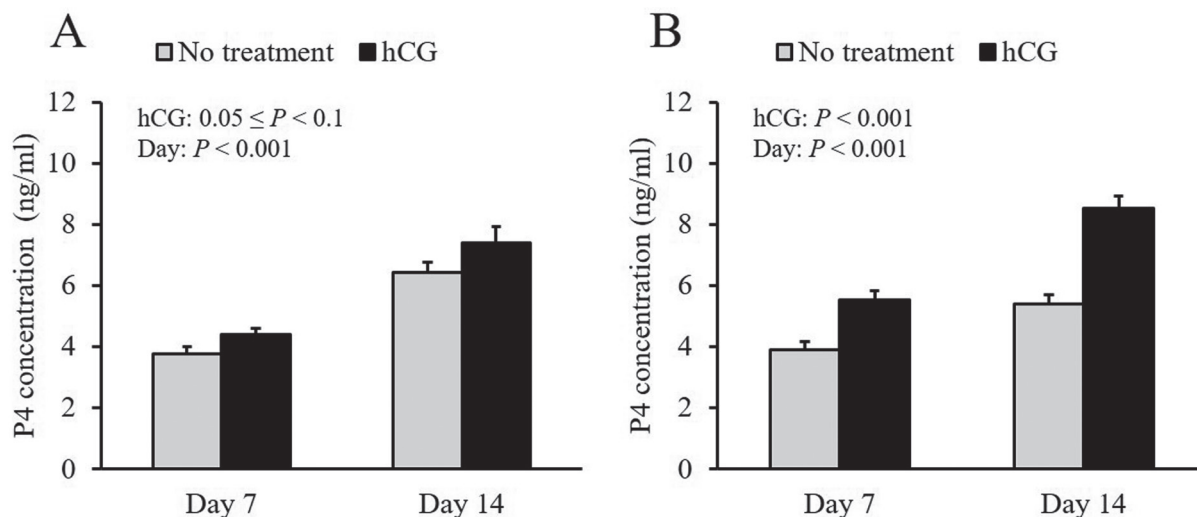 A
No treatment hCG
hCG: 0.05 ≤ P < 0.1
Day: P < 0.001
P4 concentration (ng/ml)
12
10
8
6
4
2
0
Day 7 Day 14
B
No treatment hCG
hCG: P < 0.001
Day: P < 0.001
P4 concentration (ng/ml)
12
10
8
6
4
2
0
Day 7 Day 14